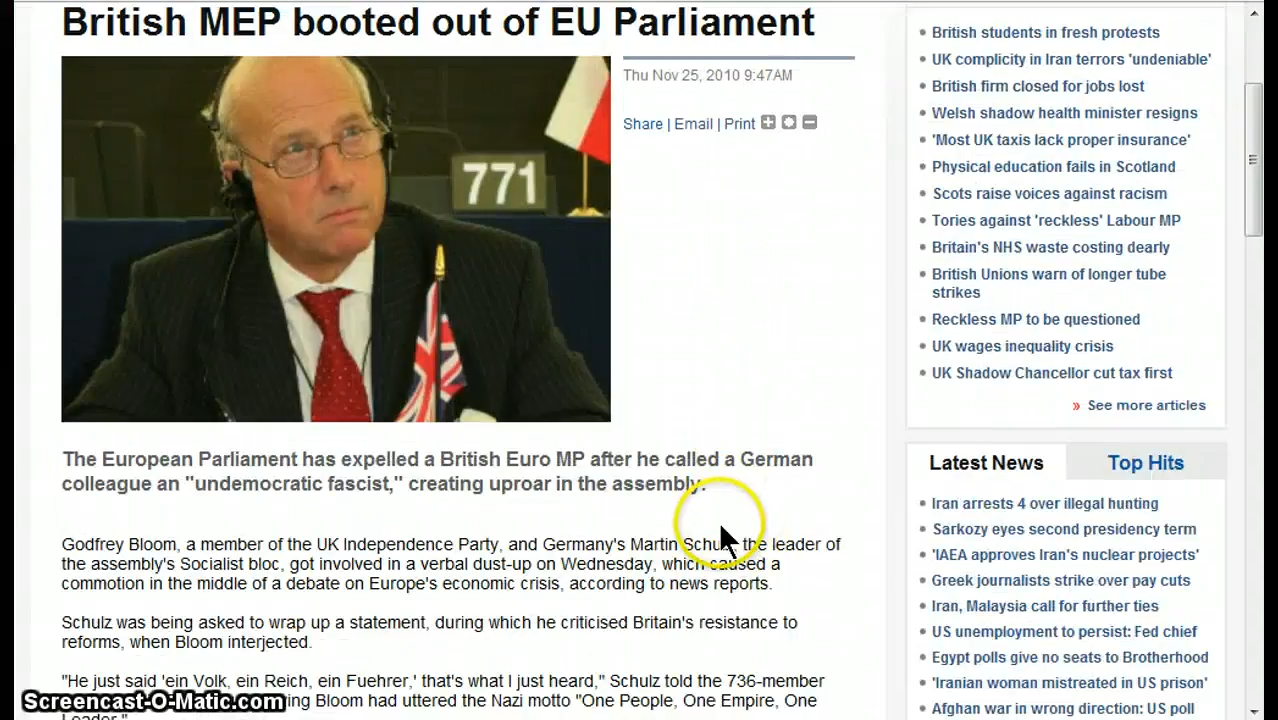 British MEP booted out of EU Parliament
771
Thu Nov 25, 2010 9:47AM
Share | Email | Print
The European Parliament has expelled a British Euro MP after he called a German
colleague an "undemocratic fascist," creating uproar in the assembly.
Godfrey Bloom, a member of the UK Independence Party, and Germany's Martin Schulz, the leader of
the assembly's Socialist bloc, got involved in a verbal dust-up on Wednesday, which caused a
commotion in the middle of a debate on Europe's economic crisis, according to news reports.
Schulz was being asked to wrap up a statement, during which he criticised Britain's resistance to
reforms, when Bloom interjected.
"He just said 'ein Volk, ein Reich, ein Fuehrer,' that's what I just heard," Schulz told the 736-member
Bloom had uttered the Nazi motto "One People, One Empire, One
Leader."
Screencast-O-Matic.com
British students in fresh protests
UK complicity in Iran terrors 'undeniable'
British firm closed for jobs lost
Welsh shadow health minister resigns
'Most UK taxis lack proper insurance'
Physical education fails in Scotland
Scots raise voices against racism
Tories against 'reckless' Labour MP
Britain's NHS waste costing dearly
British Unions warn of longer tube
strikes
Reckless MP to be questioned
UK wages inequality crisis
UK Shadow Chancellor cut tax first
» See more articles
Latest News Top Hits
Iran arrests 4 over illegal hunting
Sarkozy eyes second presidency term
'IAEA approves Iran's nuclear projects'
Greek journalists strike over pay cuts
Iran, Malaysia call for further ties
US unemployment to persist: Fed chief
Egypt polls give no seats to Brotherhood
'Iranian woman mistreated in US prison'
Afghan war in wrong direction: US poll